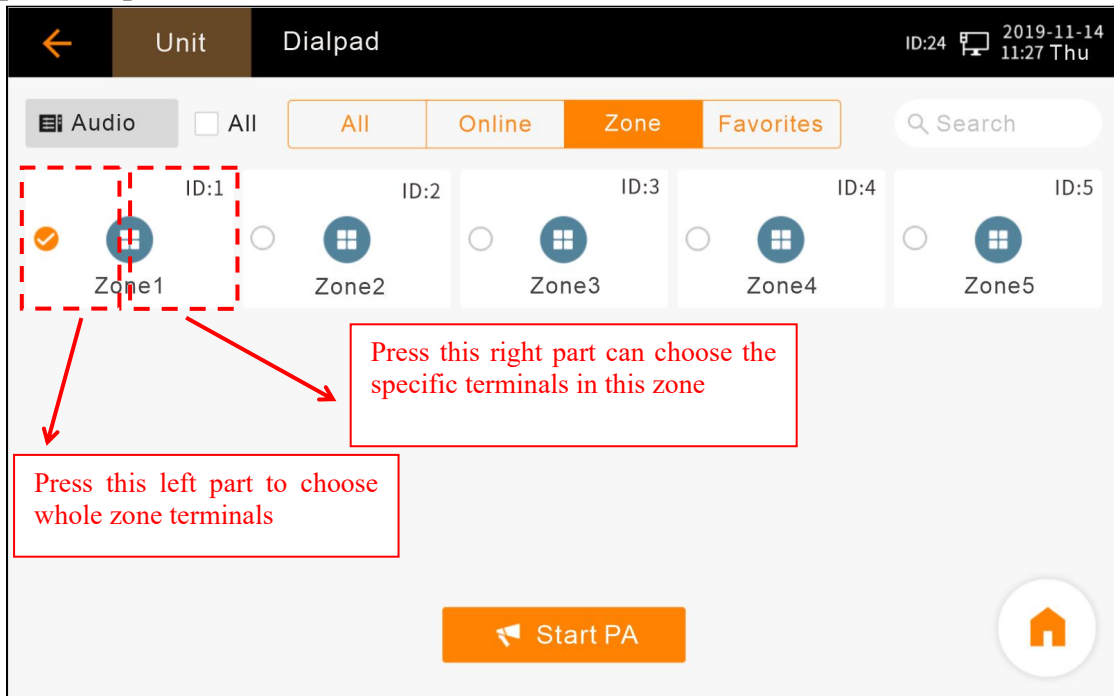 Unit Dialpad ID:24 2019-11-14
11:27 Thu
Audio All All Online Zone Favorites Search
ID:1 ID:2 ID:3 ID:4 ID:5
Zone1 Zone2 Zone3 Zone4 Zone5
Press this right part can choose the
specific terminals in this zone
Press this left part to choose
whole zone terminals
Start PA